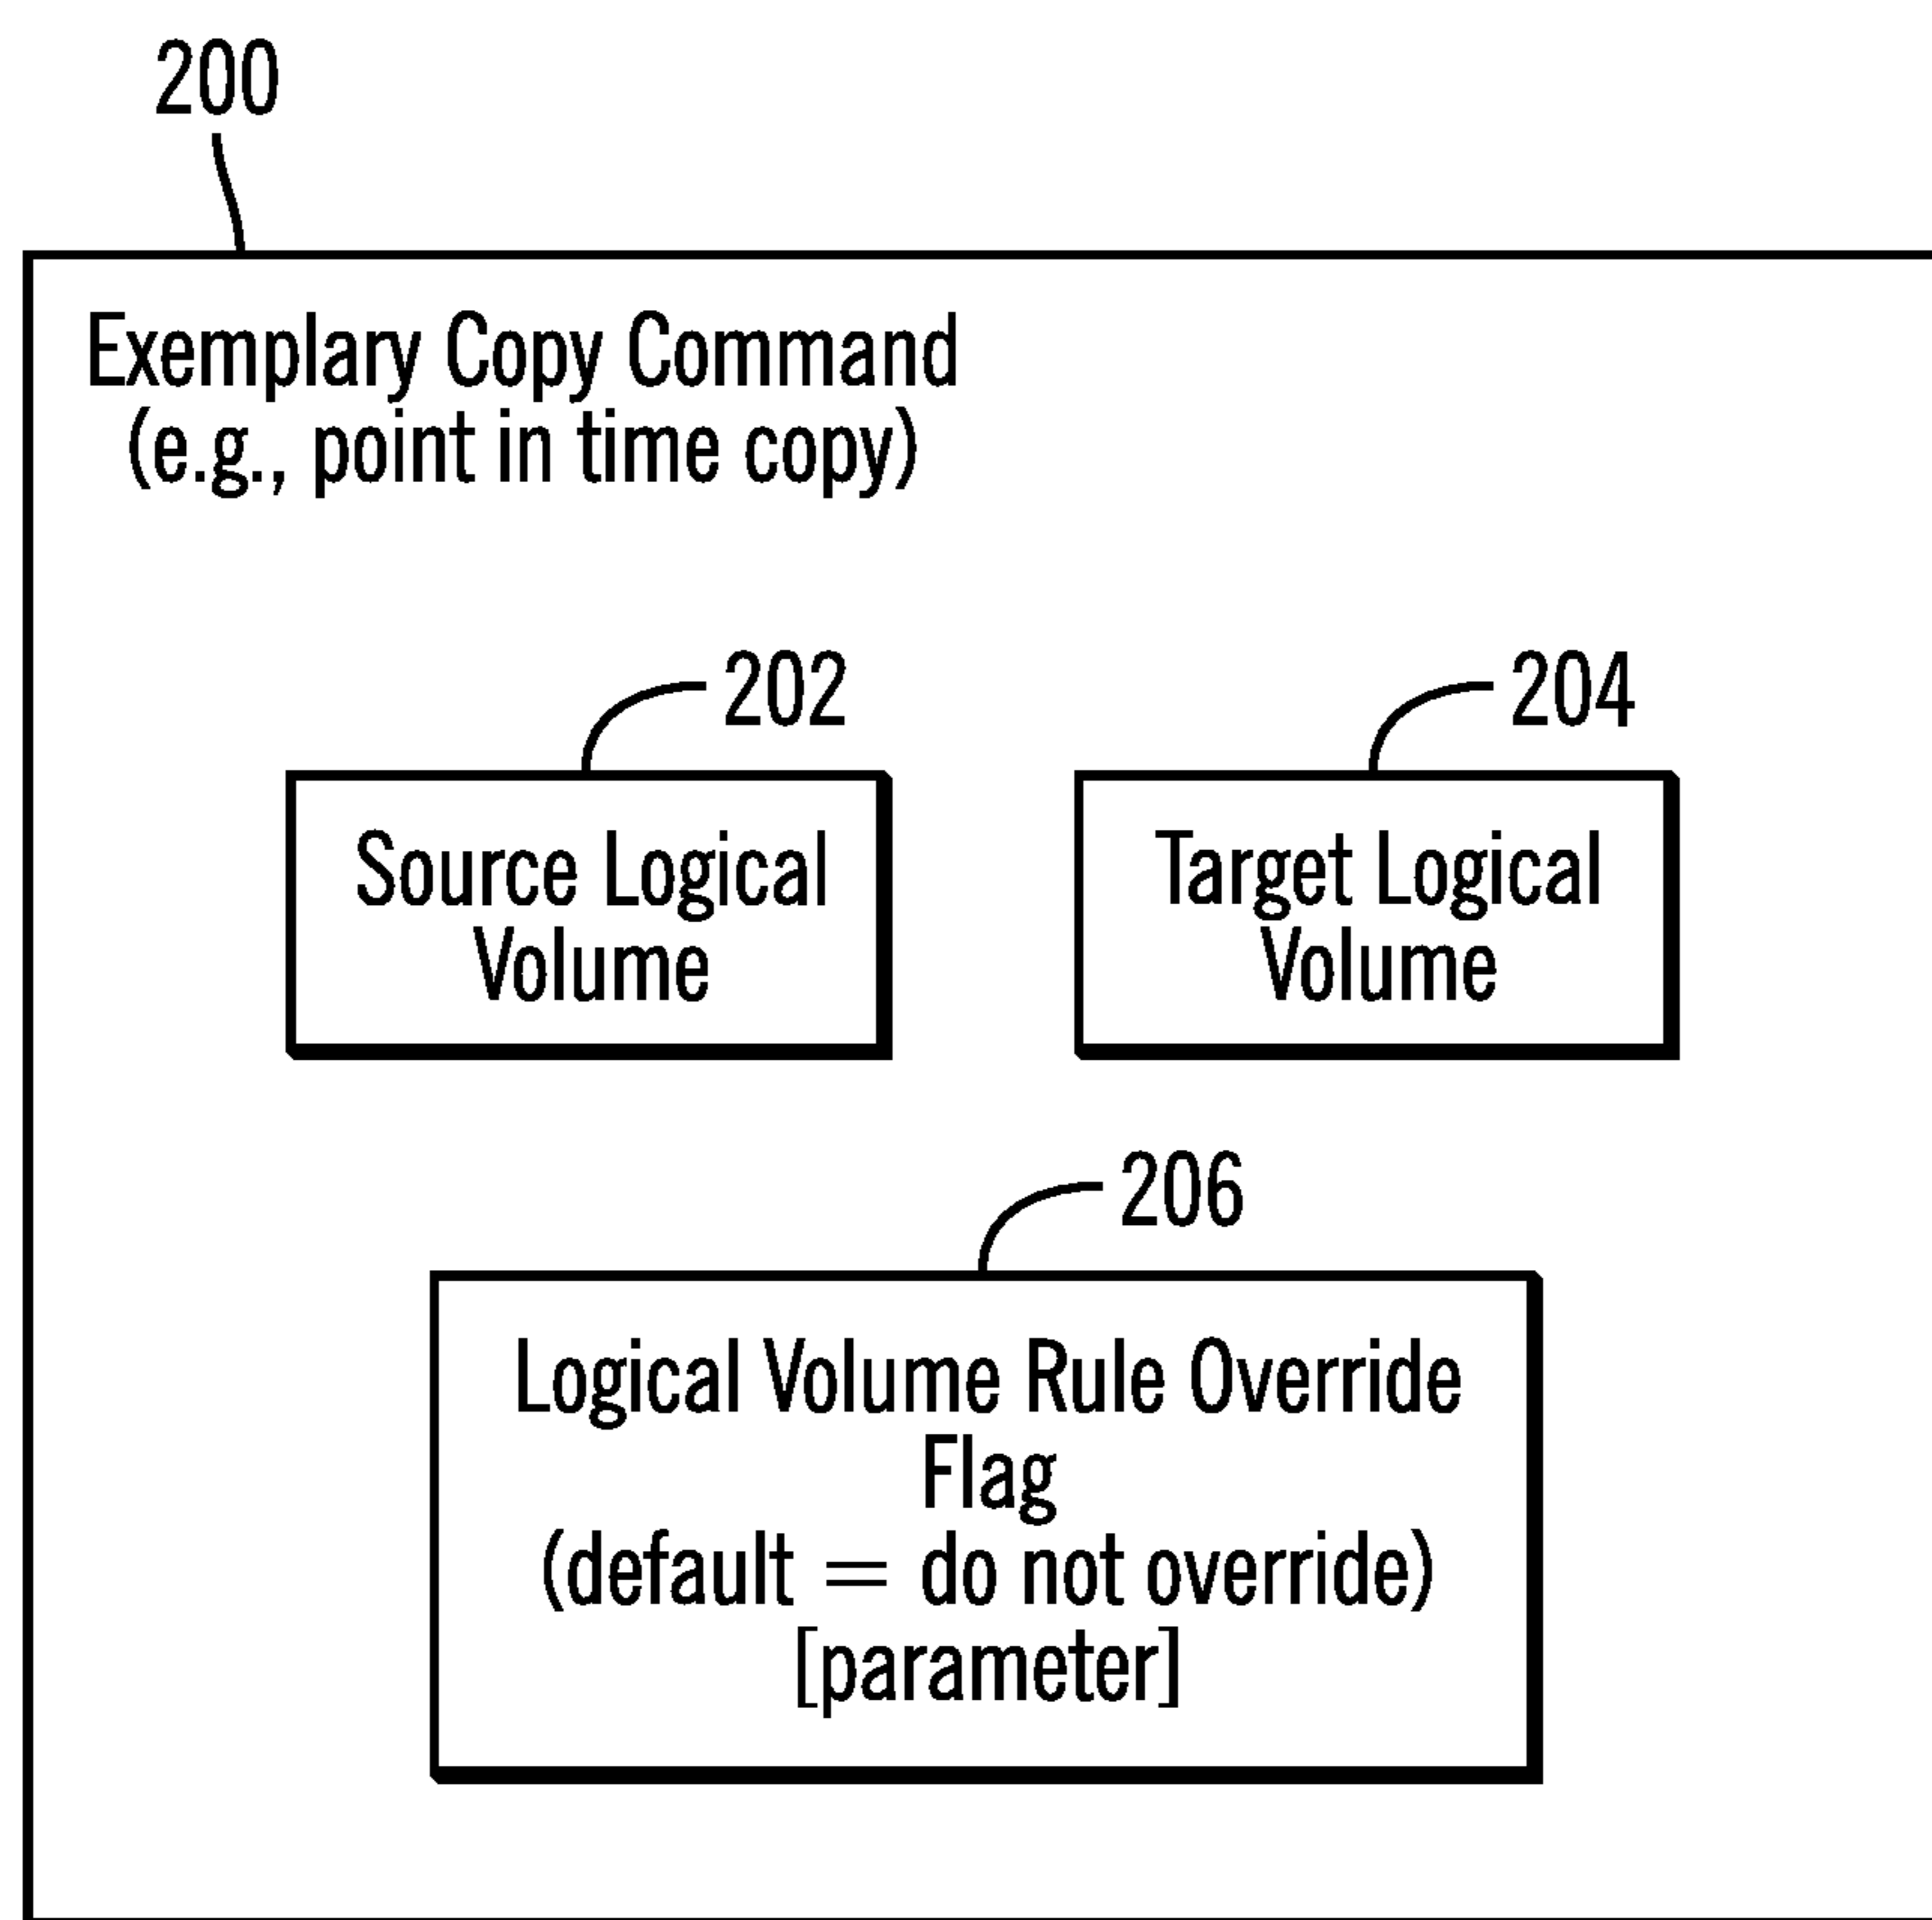 200
Exemplary Copy Command
(e.g., point in time copy)
202
204
Source Logical
Volume
Target Logical
Volume
206
Logical Volume Rule Override
Flag
(default = do not override)
[parameter]